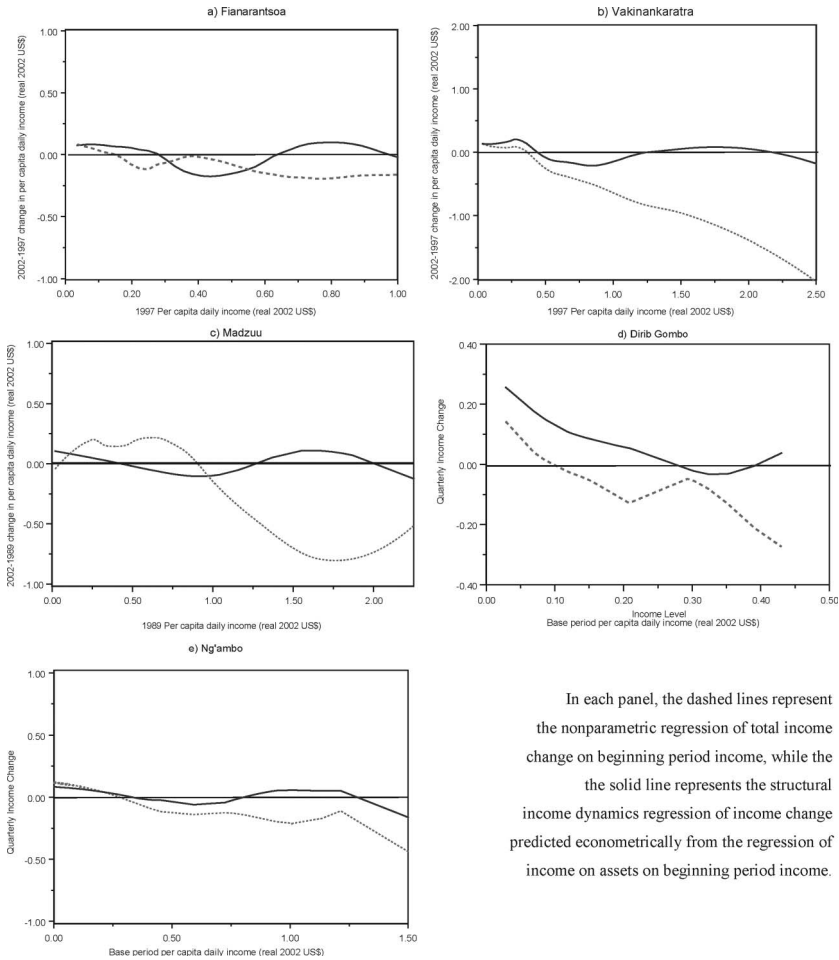 a) Fianarantsoa
2002-1997 change in per capita daily income (real 2002 US$)
1.00
0.50
0.00
-0.50
-1.00
0.00 0.20 0.40 0.60 0.80 1.00
1997 Per capita daily income (real 2002 US$)
b) Vakinankaratra
2002-1997 change in per capita daily income (real 2002 US$)
2.00
1.00
0.00
-1.00
-2.00
0.00 0.50 1.00 1.50 2.00 2.50
1997 Per capita daily income (real 2002 US$)
c) Madzuu
2002-1989 change in per capita daily income (real 2002 US$)
1.00
0.50
0.00
-0.50
-1.00
0.00 0.50 1.00 1.50 2.00
1989 Per capita daily income (real 2002 US$)
d) Dirib Gombo
Quarterly Income Change
0.40
0.20
0.00
-0.20
-0.40
0.00 0.10 0.20 0.30 0.40 0.50
Income Level
Base period per capita daily income (real 2002 US$)
e) Ng'ambo
Quarterly Income Change
1.00
0.50
0.00
-0.50
-1.00
0.00 0.50 1.00 1.50
Base period per capita daily income (real 2002 US$)
In each panel, the dashed lines represent
the nonparametric regression of total income
change on beginning period income, while the
the solid line represents the structural
income dynamics regression of income change
predicted econometrically from the regression of
income on assets on beginning period income.